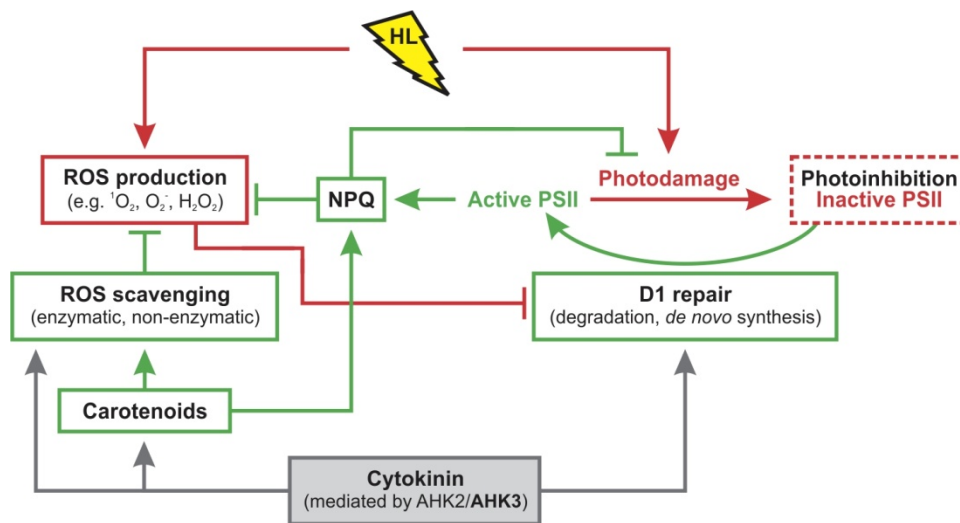 HL
ROS production
(e.g. ¹O₂, O₂⁻, H₂O₂)
NPQ
Active PSII
Photodamage
Photoinhibition
Inactive PSII
ROS scavenging
(enzymatic, non-enzymatic)
D1 repair
(degradation, de novo synthesis)
Carotenoids
Cytokinin
(mediated by AHK2/AHK3)